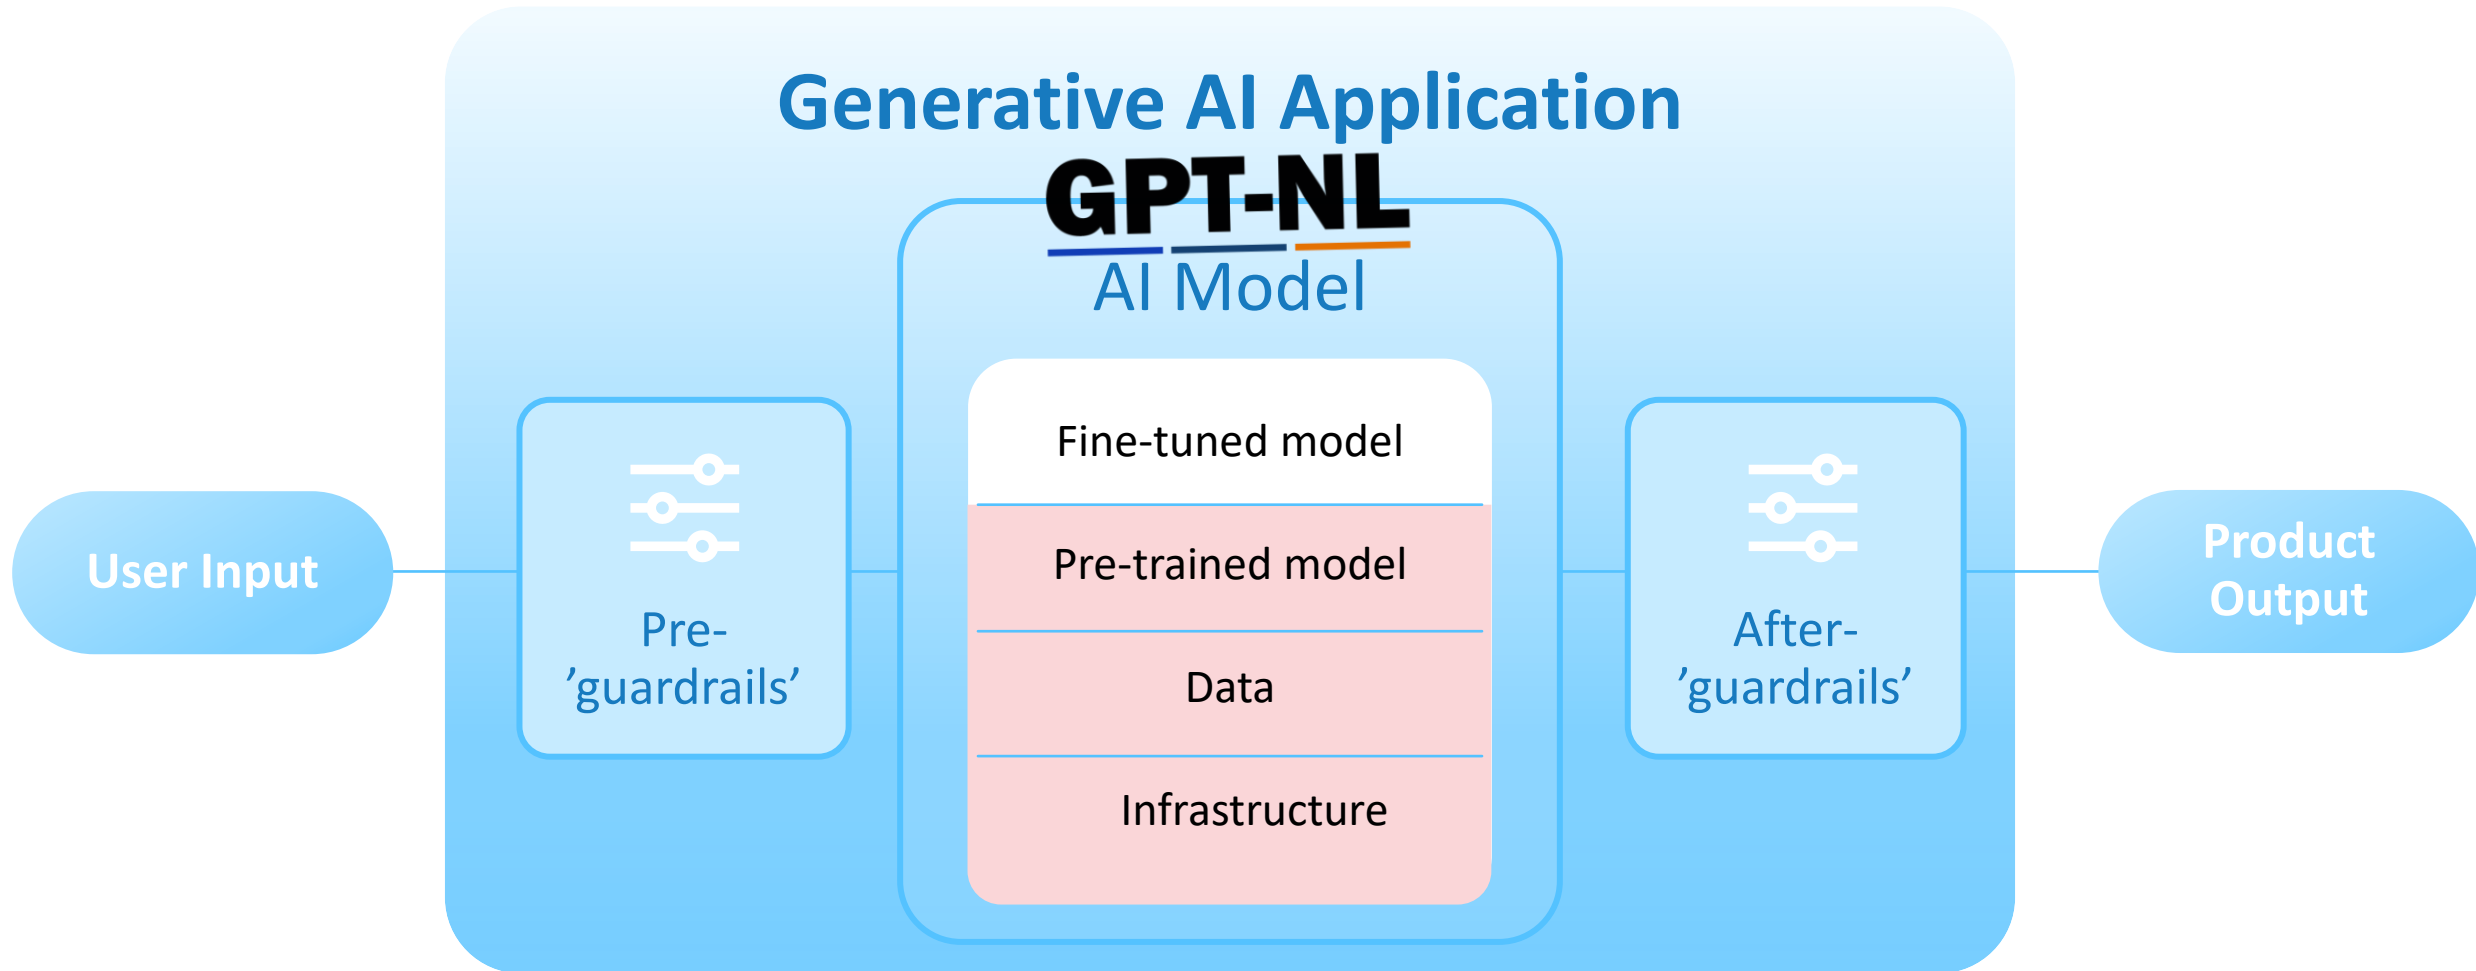 Generative AI Application
GPT-NL
AI Model
Fine-tuned model
Pre-trained model
Data
Infrastructure
User Input
Pre-
’guardrails’
After-
’guardrails’
Product
Output